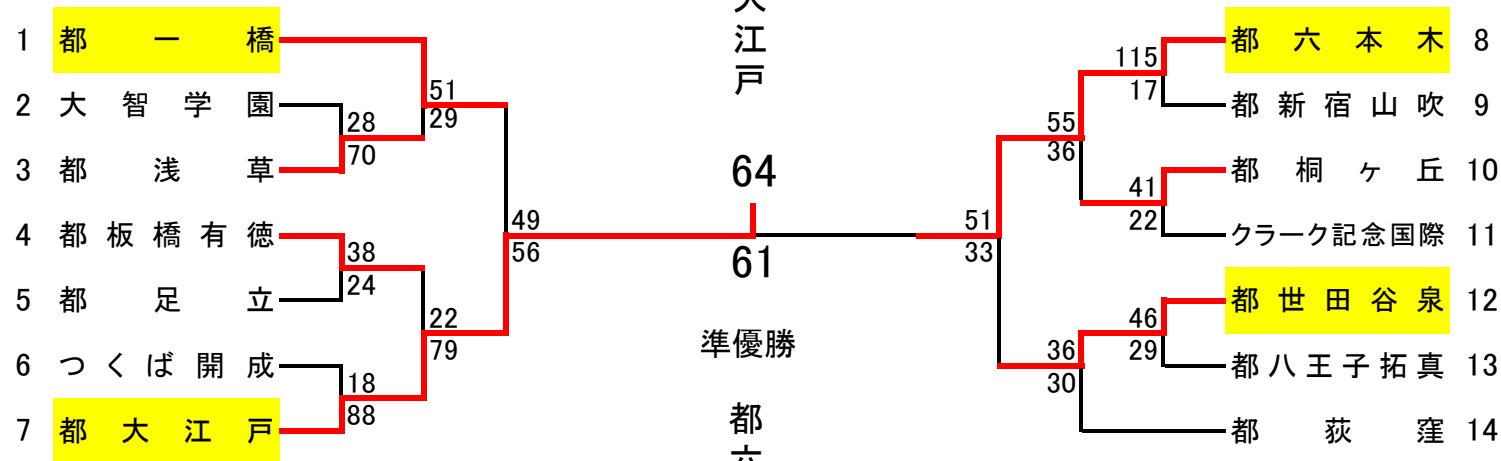 1 都一橋
2 大智学園
3 都浅草
4 都板橋有徳
5 都足立
6 つくば開成
7 都大江戸
28
70
38
24
18
88
51
29
22
79
49
56
江戸
64
61
準優勝
都
51
33
55
36
36
30
115
17
41
22
46
29
都六本木 8
都新宿山吹 9
都桐ヶ丘 10
クラーク記念国際 11
都世田谷泉 12
都八王子拓真 13
都荻窪 14